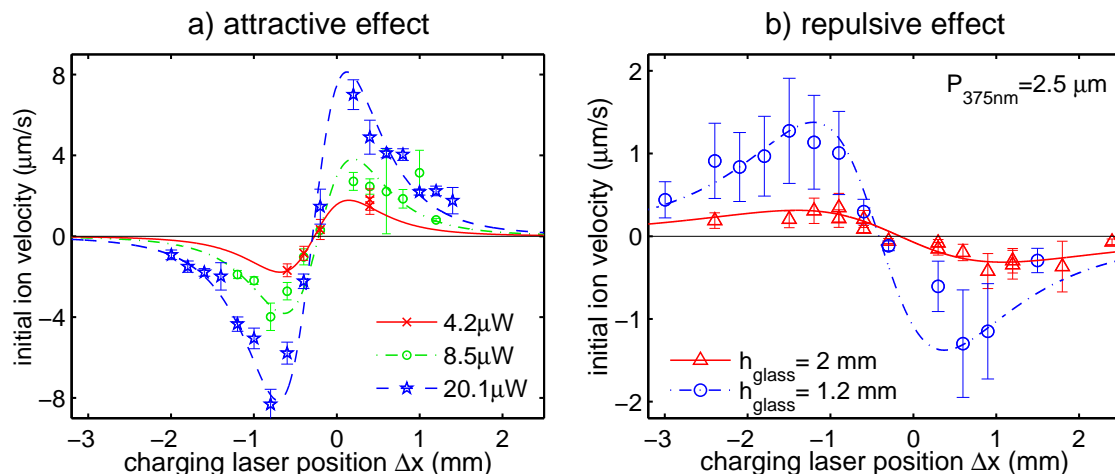 a) attractive effect
initial ion velocity (μm/s)
8
4
0
−4
−8
4.2μW
8.5μW
20.1μW
−3 −2 −1 0 1 2
charging laser position Δx (mm)
b) repulsive effect
initial ion velocity (μm/s)
2
1
0
−1
−2
P375nm=2.5 μm
hglass= 2 mm
hglass= 1.2 mm
−3 −2 −1 0 1 2
charging laser position Δx (mm)